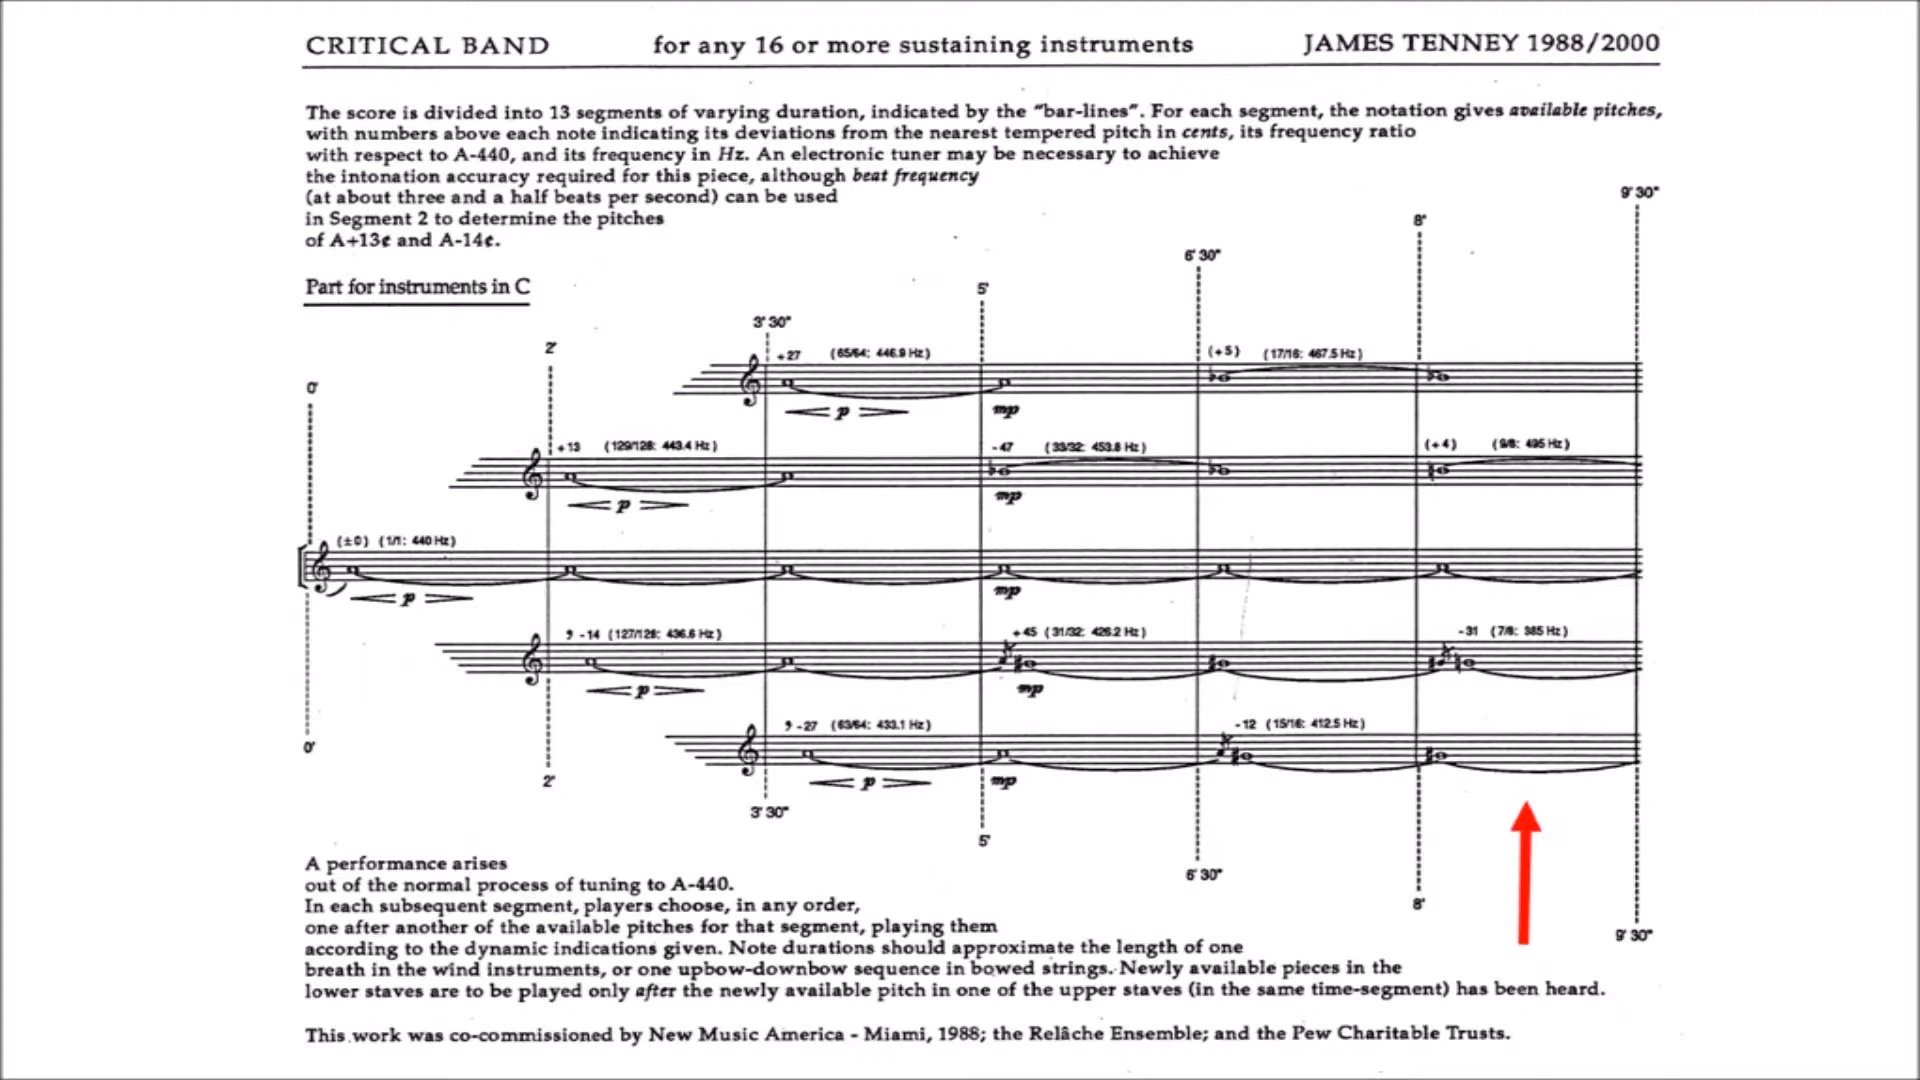 CRITICAL BAND for any 16 or more sustaining instruments JAMES TENNEY 1988/2000
The score is divided into 13 segments of varying duration, indicated by the "bar-lines". For each segment, the notation gives available pitches,
with numbers above each note indicating its deviations from the nearest tempered pitch in cents, its frequency ratio
with respect to A-440, and its frequency in Hz. An electronic tuner may be necessary to achieve
the intonation accuracy required for this piece, although beat frequency
(at about three and a half beats per second) can be used
in Segment 2 to determine the pitches
of A+13¢ and A-14¢.
Part for instruments in C
9' 30"
8'
6' 30"
5'
3' 30"
2'
0'
+27 (65/64: 446.9 Hz) (+5) (17/16: 467.5 Hz)
p mp
+13 (129/128: 443.4 Hz) -47 (33/32: 453.8 Hz) (+4) (9/8: 495 Hz)
p mp
(±0) (1/1: 440 Hz)
p mp
, -14 (127/128: 436.6 Hz) +45 (31/32: 426.2 Hz) -31 (7/8: 385 Hz)
p mp
, -27 (63/64: 433.1 Hz) -12 (15/16: 412.5 Hz)
p mp
0'
2'
3' 30"
5'
6' 30"
8'
9' 30"
A performance arises
out of the normal process of tuning to A-440.
In each subsequent segment, players choose, in any order,
one after another of the available pitches for that segment, playing them
according to the dynamic indications given. Note durations should approximate the length of one
breath in the wind instruments, or one upbow-downbow sequence in bowed strings. Newly available pieces in the
lower staves are to be played only after the newly available pitch in one of the upper staves (in the same time-segment) has been heard.
This work was co-commissioned by New Music America - Miami, 1988; the Relâche Ensemble; and the Pew Charitable Trusts.